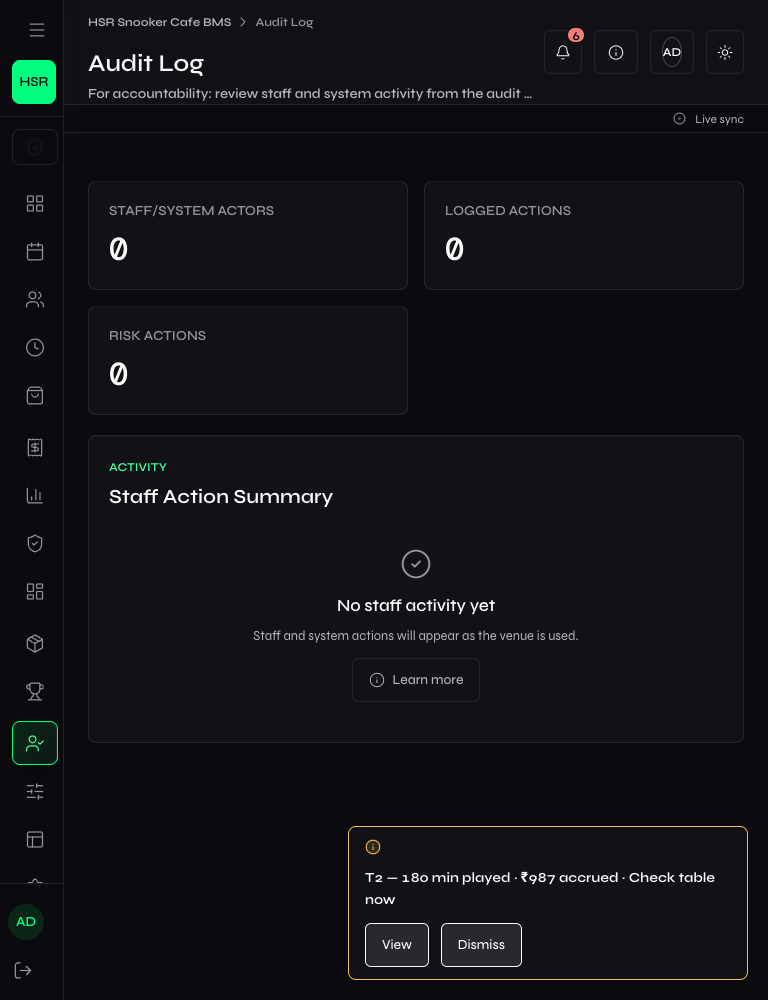 HSR Snooker Cafe BMS > Audit Log
Audit Log
For accountability: review staff and system activity from the audit ...
6
AD
HSR
Live sync
STAFF/SYSTEM ACTORS
0
LOGGED ACTIONS
0
RISK ACTIONS
0
ACTIVITY
Staff Action Summary
No staff activity yet
Staff and system actions will appear as the venue is used.
Learn more
T2 — 180 min played · ₹987 accrued · Check table
now
View
Dismiss
AD